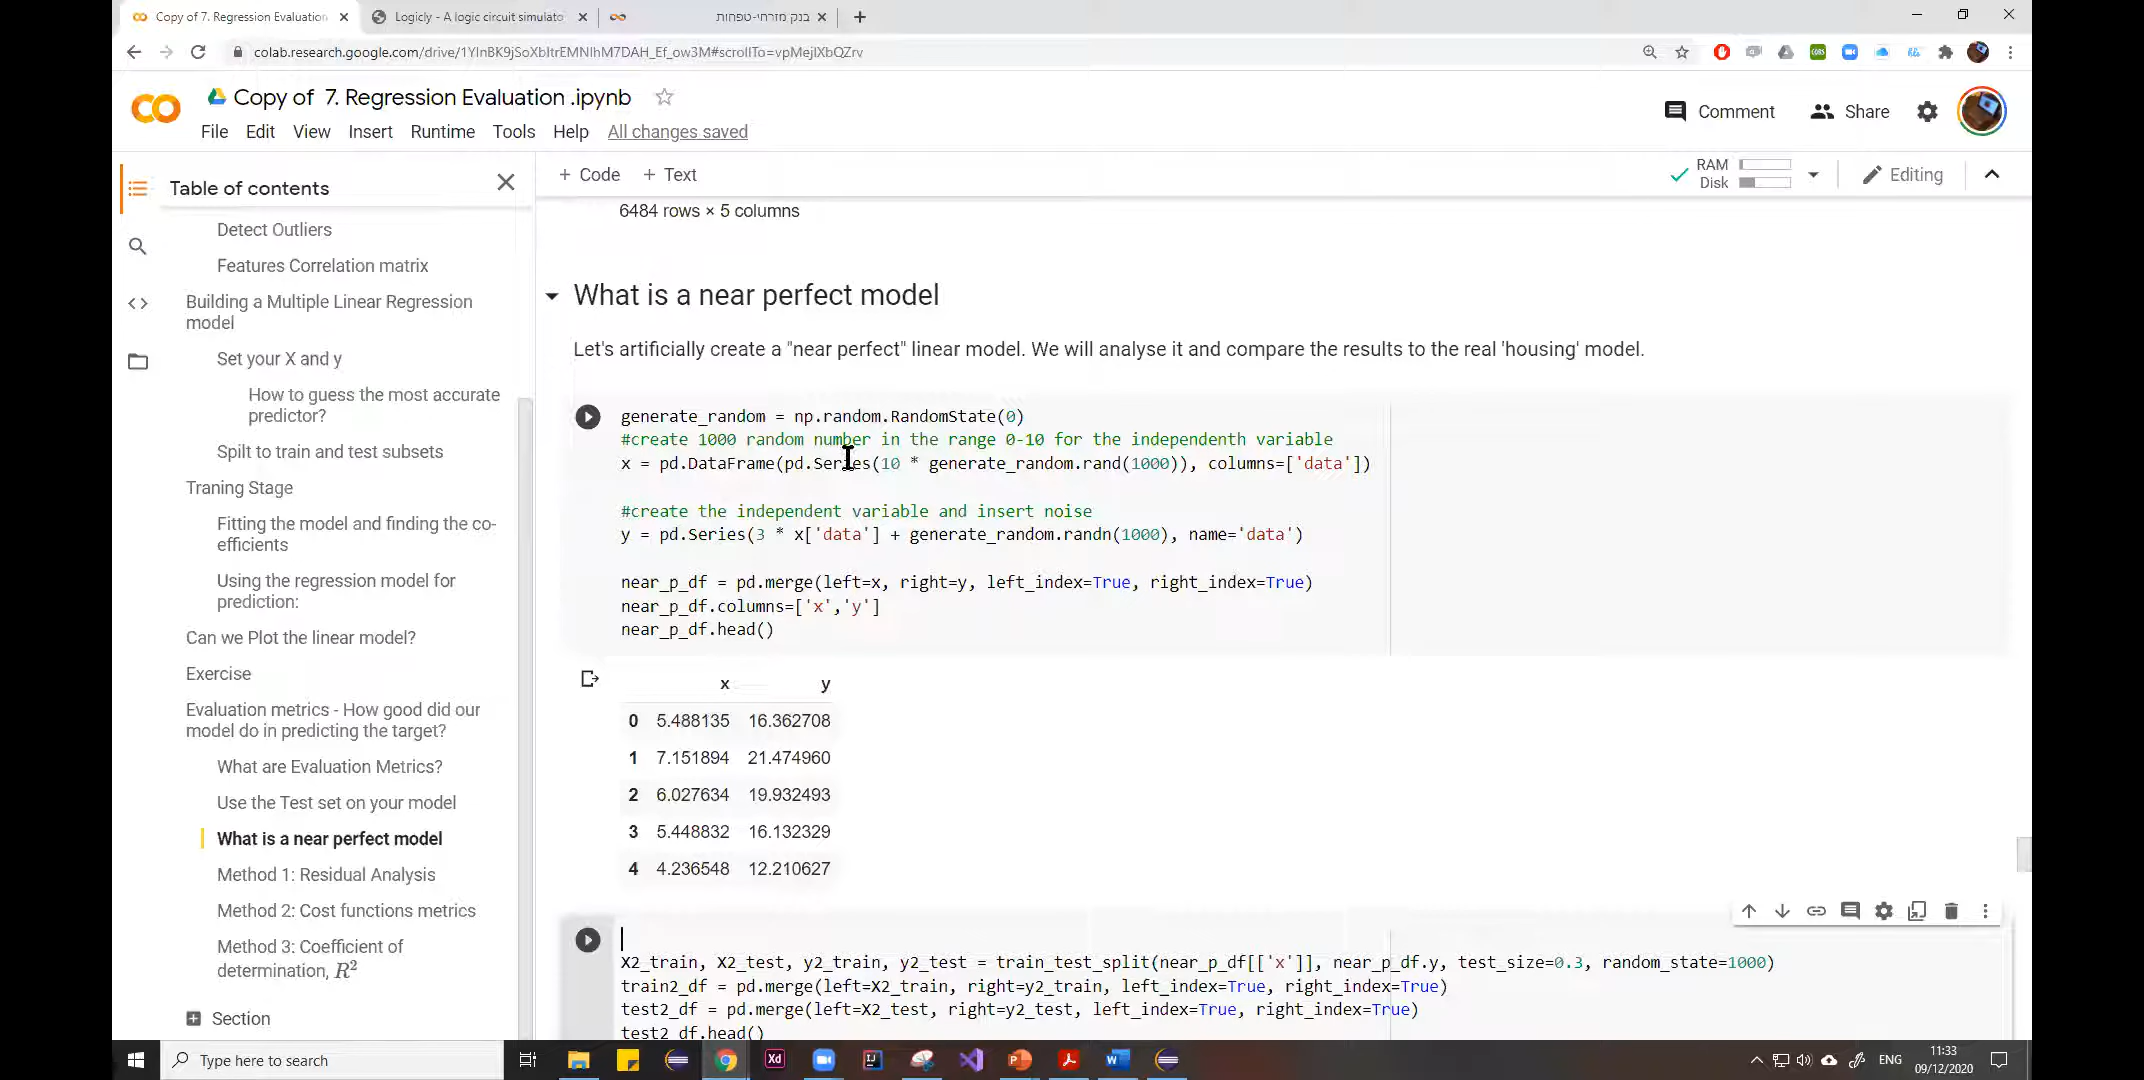 Copy of 7. Regression Evaluation
Logicly - A logic circuit simulato
בנק מזרחי-טפחות
colab.research.google.com/drive/1YlnBK9jSoXbItrEMNlhM7DAH_Ef_ow3M#scrollTo=vpMejlXbQZrv
Copy of 7. Regression Evaluation .ipynb
Comment
Share
File Edit View Insert Runtime Tools Help All changes saved
Table of contents
+ Code + Text
RAM
Disk
Editing
Detect Outliers
Features Correlation matrix
Building a Multiple Linear Regression
model
Set your X and y
How to guess the most accurate
predictor?
Spilt to train and test subsets
Traning Stage
Fitting the model and finding the co-
efficients
Using the regression model for
prediction:
Can we Plot the linear model?
Exercise
Evaluation metrics - How good did our
model do in predicting the target?
What are Evaluation Metrics?
Use the Test set on your model
What is a near perfect model
Method 1: Residual Analysis
Method 2: Cost functions metrics
Method 3: Coefficient of
determination, R²
Section
6484 rows × 5 columns
What is a near perfect model
Let's artificially create a "near perfect" linear model. We will analyse it and compare the results to the real 'housing' model.
generate_random = np.random.RandomState(0)
#create 1000 random number in the range 0-10 for the independenth variable
x = pd.DataFrame(pd.Series(10 * generate_random.rand(1000)), columns=['data'])
#create the independent variable and insert noise
y = pd.Series(3 * x['data'] + generate_random.randn(1000), name='data')
near_p_df = pd.merge(left=x, right=y, left_index=True, right_index=True)
near_p_df.columns=['x','y']
near_p_df.head()
x y
0 5.488135 16.362708
1 7.151894 21.474960
2 6.027634 19.932493
3 5.448832 16.132329
4 4.236548 12.210627
X2_train, X2_test, y2_train, y2_test = train_test_split(near_p_df[['x']], near_p_df.y, test_size=0.3, random_state=1000)
train2_df = pd.merge(left=X2_train, right=y2_train, left_index=True, right_index=True)
test2_df = pd.merge(left=X2_test, right=y2_test, left_index=True, right_index=True)
test2_df.head()
Type here to search
Xd
ENG
11:33
09/12/2020